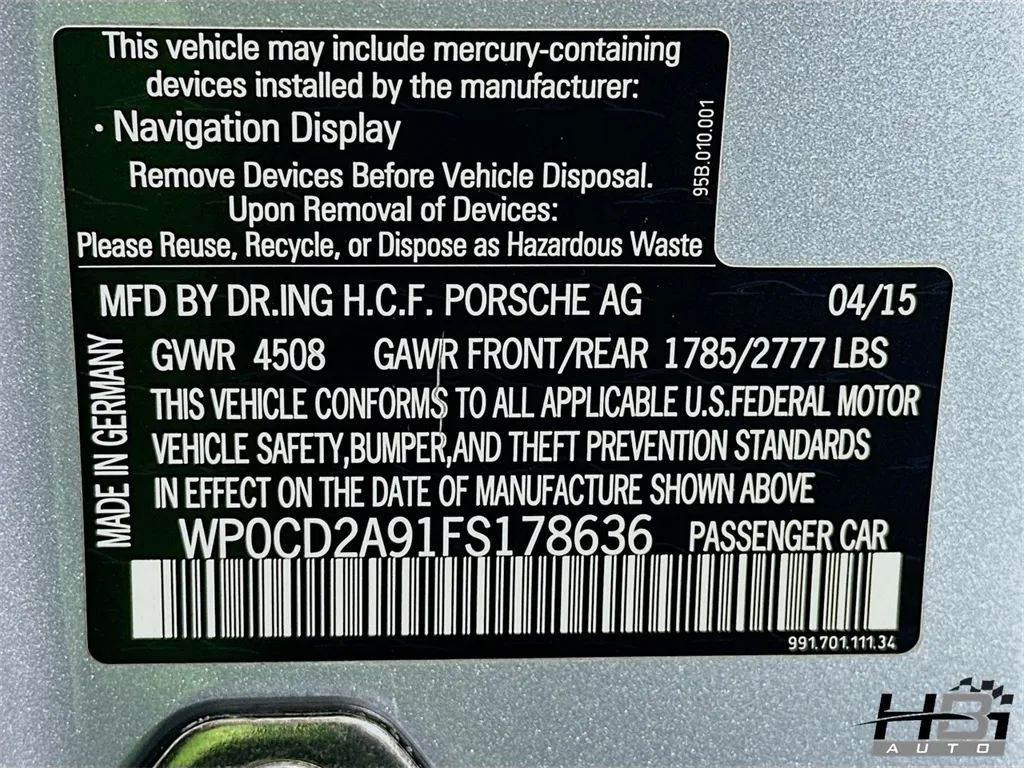 This vehicle may include mercury-containing
devices installed by the manufacturer:
· Navigation Display
Remove Devices Before Vehicle Disposal.
Upon Removal of Devices:
Please Reuse, Recycle, or Dispose as Hazardous Waste
95B.010.001
MFD BY DR.ING H.C.F. PORSCHE AG 04/15
GVWR 4508 GAWR FRONT/REAR 1785/2777 LBS
THIS VEHICLE CONFORMS TO ALL APPLICABLE U.S.FEDERAL MOTOR
VEHICLE SAFETY,BUMPER,AND THEFT PREVENTION STANDARDS
IN EFFECT ON THE DATE OF MANUFACTURE SHOWN ABOVE
MADE IN GERMANY
WP0CD2A91FS178636 PASSENGER CAR
991.701.111.34
HBI
AUTO